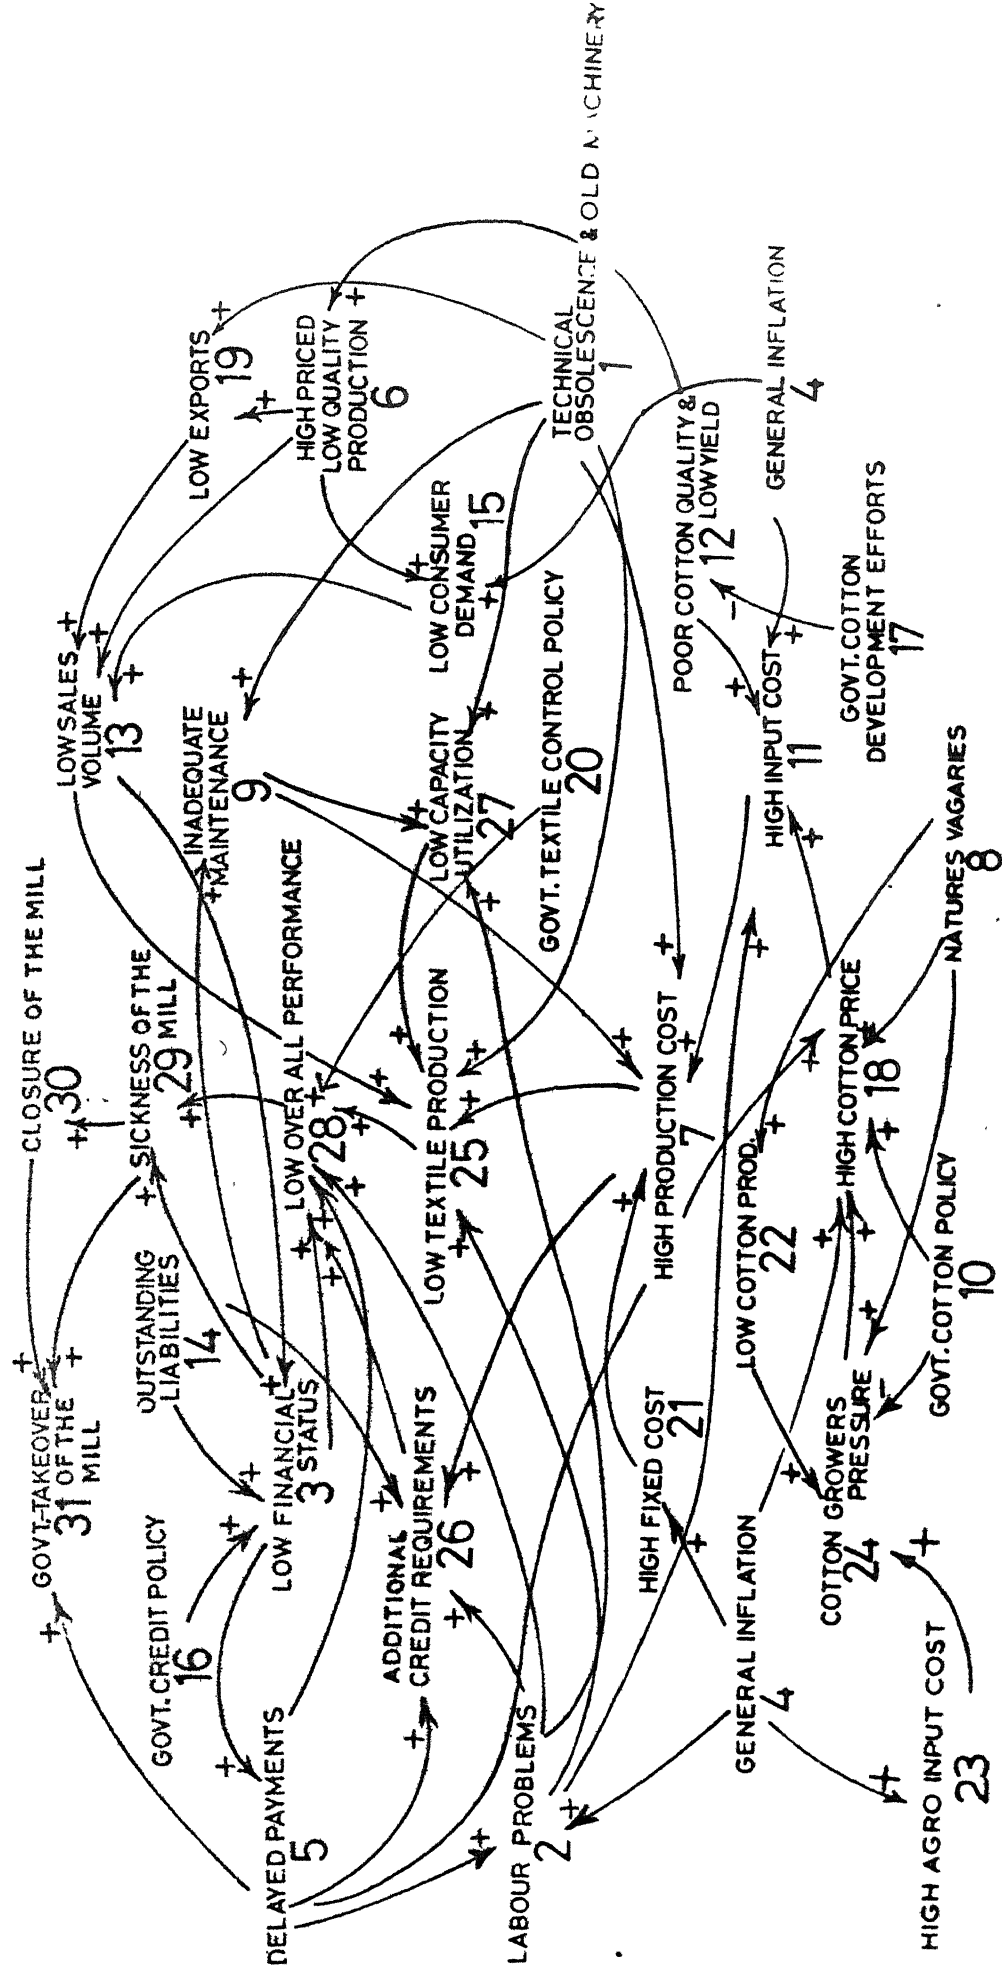 CLOSURE OF THE MILL
30
GOVT.-TAKEOVER
31 OF THE
MILL
SICKNESS OF THE
29 MILL
LOW SALES
VOLUME
13
OUTSTANDING
LIABILITIES
14
GOVT. CREDIT POLICY
16
INADEQUATE
MAINTENANCE
9
LOW EXPORTS
19
DELAYED PAYMENTS
5
LOW FINANCIAL
3 STATUS
LOW OVER ALL PERFORMANCE
28
HIGH PRICED
LOW QUALITY
PRODUCTION
6
ADDITIONAL
CREDIT REQUIREMENTS
26
LOW TEXTILE PRODUCTION
25
LOW CAPACITY
UTILIZATION
27
LOW CONSUMER
DEMAND
15
LABOUR PROBLEMS
2
GOVT. TEXTILE CONTROL POLICY
20
TECHNICAL
OBSOLESCENCE & OLD MACHINERY
1
HIGH FIXED COST
21
HIGH PRODUCTION COST
7
POOR COTTON QUALITY &
12 LOW YIELD
GENERAL INFLATION
4
LOW COTTON PROD.
22
HIGH INPUT COST
11
GENERAL INFLATION
4
COTTON GROWERS
24 PRESSURE
HIGH COTTON PRICE
18
GOVT. COTTON
DEVELOPMENT EFFORTS
17
HIGH AGRO INPUT COST
23
GOVT. COTTON POLICY
10
NATURES VAGARIES
8